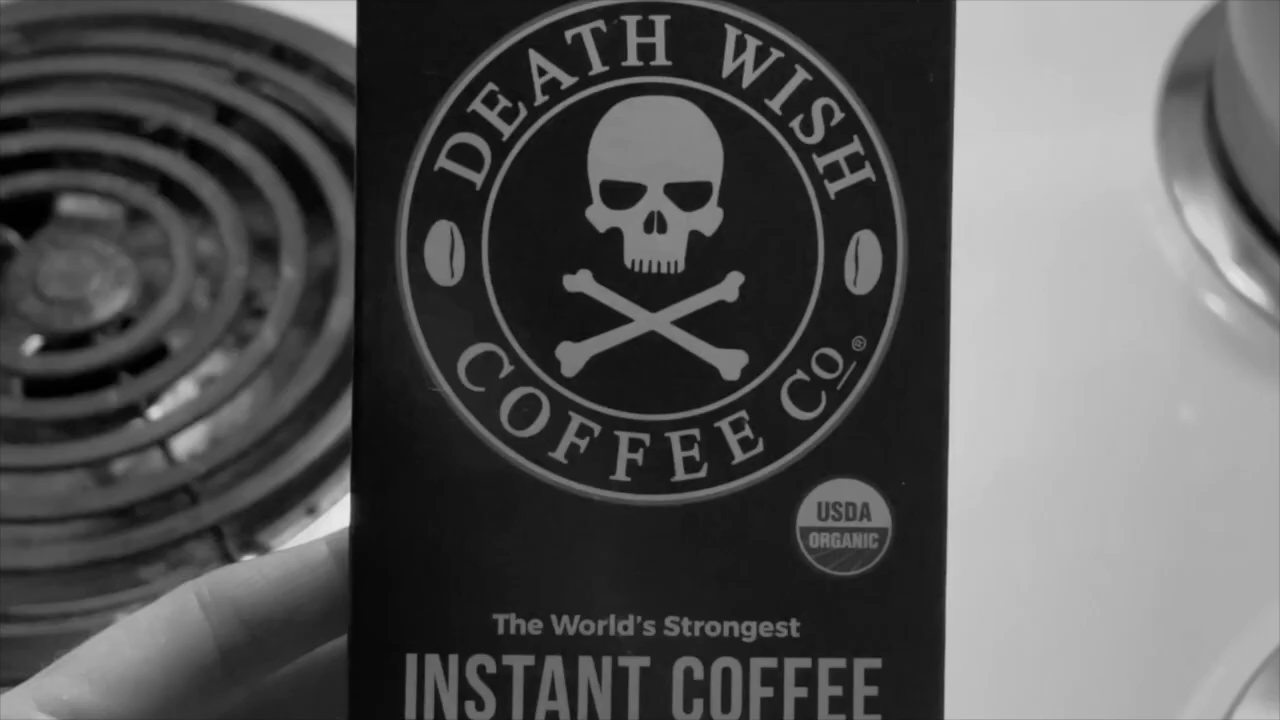 DEATH WISH
COFFEE CO.®
USDA
ORGANIC
The World's Strongest
INSTANT COFFEE